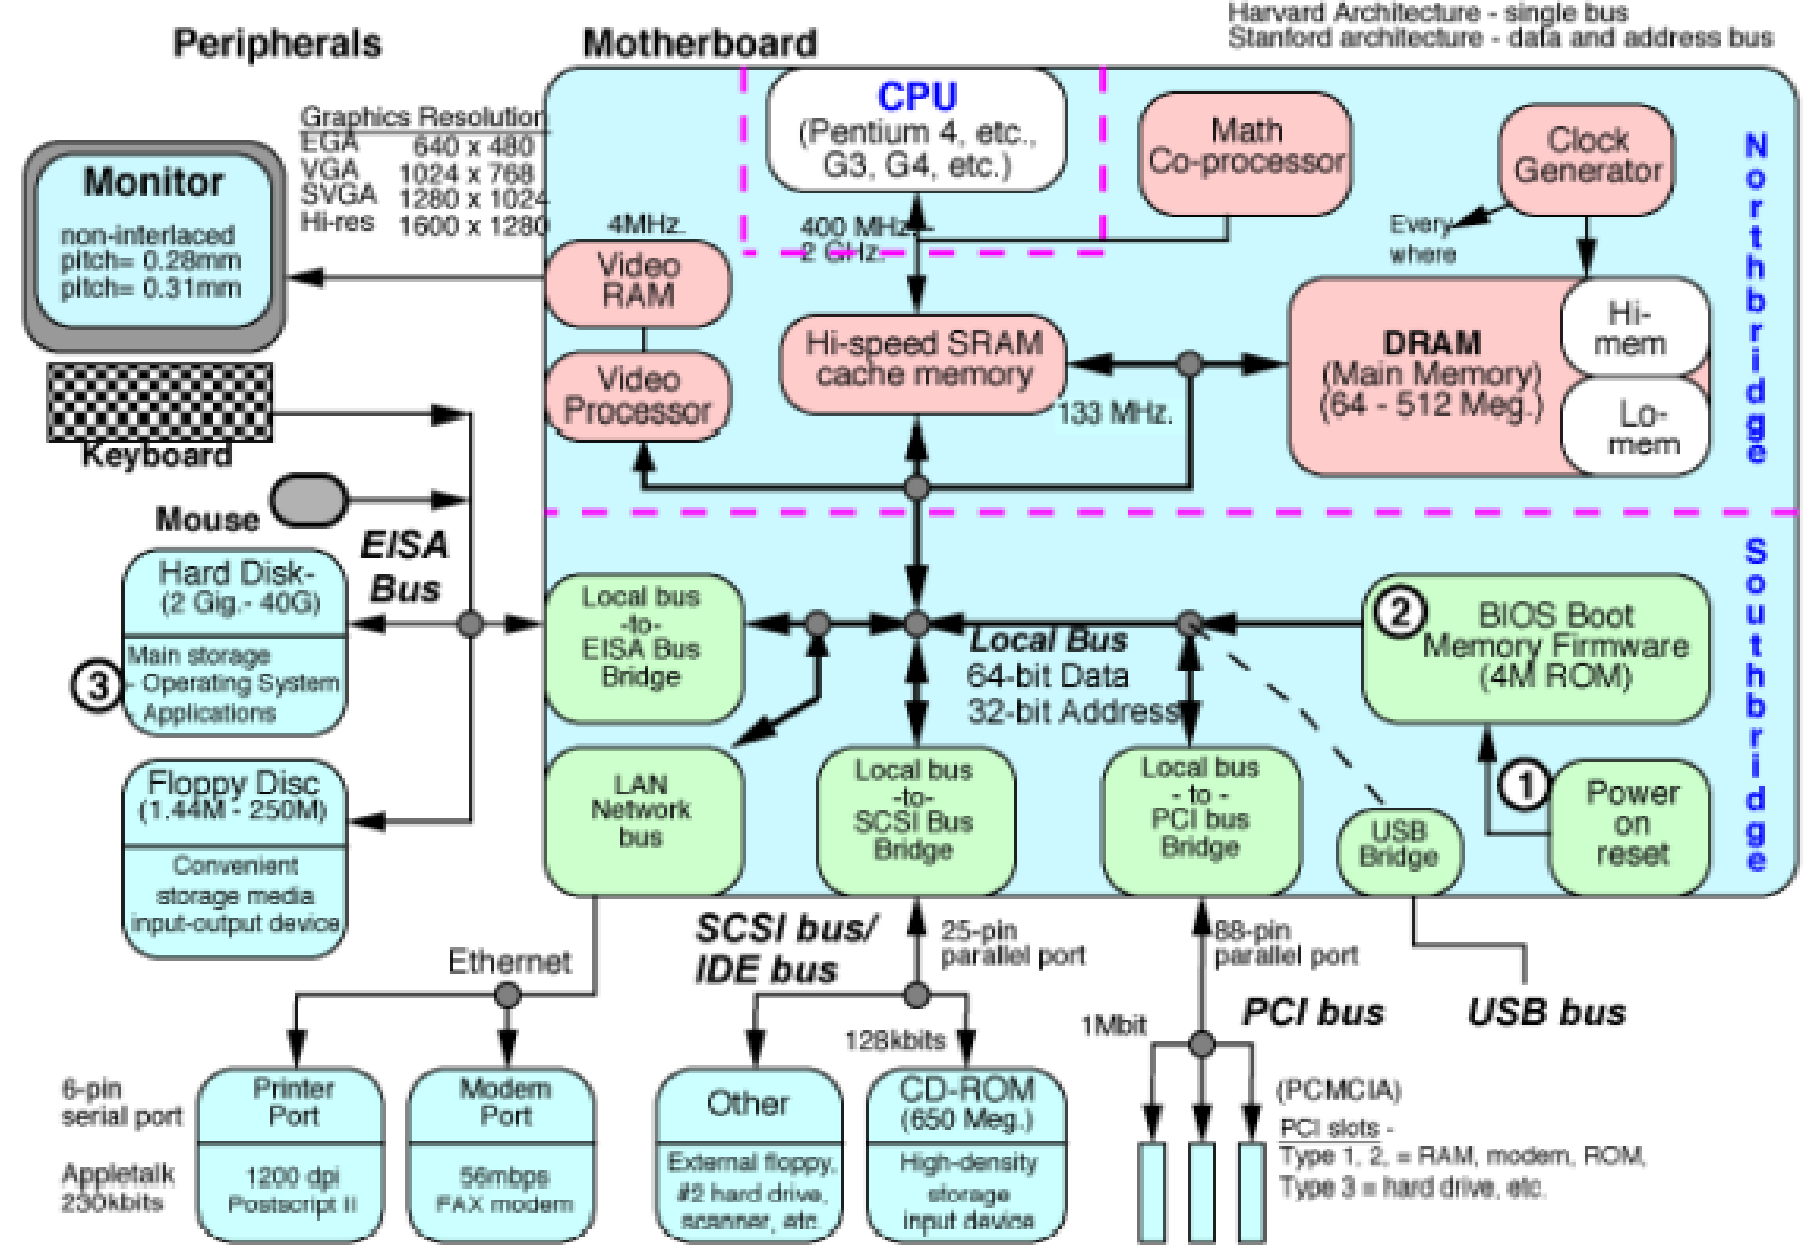 Harvard Architecture - single bus
Stanford architecture - data and address bus
Peripherals
Motherboard
Graphics Resolution
EGA 640 x 480
VGA 1024 x 768
SVGA 1280 x 1024
Hi-res 1600 x 1280
Monitor
non-interlaced
pitch= 0.28mm
pitch= 0.31mm
CPU
(Pentium 4, etc.,
G3, G4, etc.)
Math
Co-processor
Clock
Generator
Northbridge
4MHz.
400 MHz-
2 GHz.
Every
where
Video
RAM
Video
Processor
Hi-speed SRAM
cache memory
133 MHz.
DRAM
(Main Memory)
(64 - 512 Meg.)
Hi-
mem
Lo-
mem
Keyboard
Mouse
EISA
Bus
Hard Disk-
(2 Gig.- 40G)
3
Main storage
- Operating System
- Applications
Floppy Disc
(1.44M - 250M)
Convenient
storage media
input-output device
Local bus
-to-
EISA Bus
Bridge
Local Bus
64-bit Data
32-bit Address
2
BIOS Boot
Memory Firmware
(4M ROM)
Southbridge
LAN
Network
bus
Local bus
-to-
SCSI Bus
Bridge
Local bus
- to -
PCI bus
Bridge
USB
Bridge
1
Power
on
reset
Ethernet
SCSI bus/
IDE bus
25-pin
parallel port
88-pin
parallel port
128kbits
1Mbit
PCI bus
USB bus
6-pin
serial port
Appletalk
230kbits
Printer
Port
1200 dpi
Postscript II
Modem
Port
56mbps
FAX modem
Other
External floppy,
#2 hard drive,
scanner, etc.
CD-ROM
(650 Meg.)
High-density
storage
input device
(PCMCIA)
PCI slots -
Type 1, 2, = RAM, modem, ROM,
Type 3 = hard drive, etc.